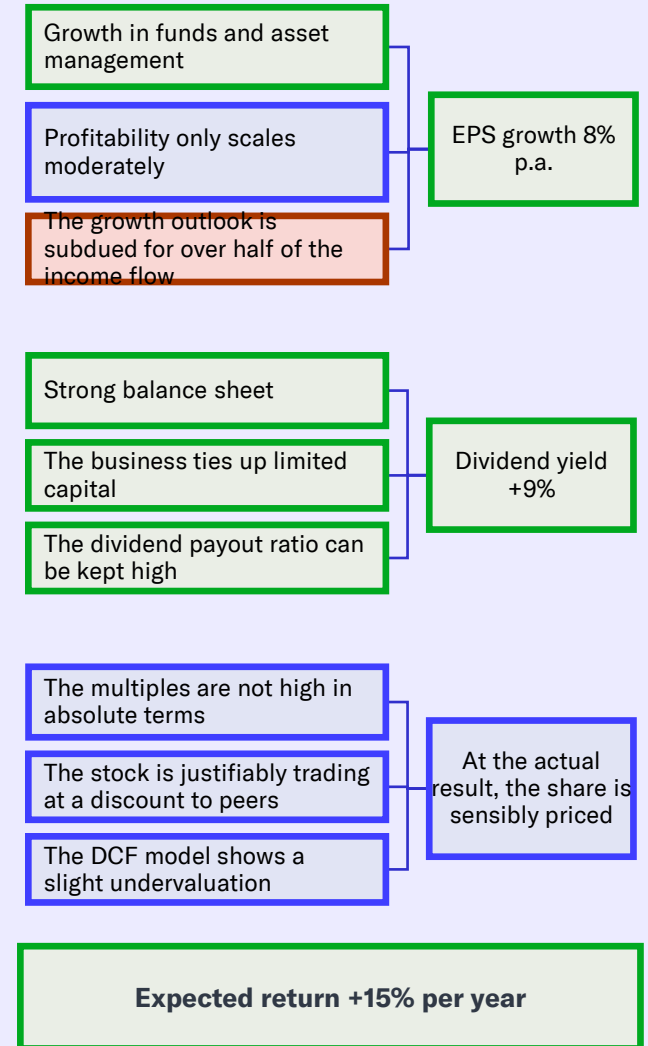 Growth in funds and asset
management
Profitability only scales
moderately
The growth outlook is
subdued for over half of the
income flow
EPS growth 8%
p.a.
Strong balance sheet
The business ties up limited
capital
The dividend payout ratio can
be kept high
Dividend yield
+9%
The multiples are not high in
absolute terms
The stock is justifiably trading
at a discount to peers
The DCF model shows a
slight undervaluation
At the actual
result, the share is
sensibly priced
Expected return +15% per year